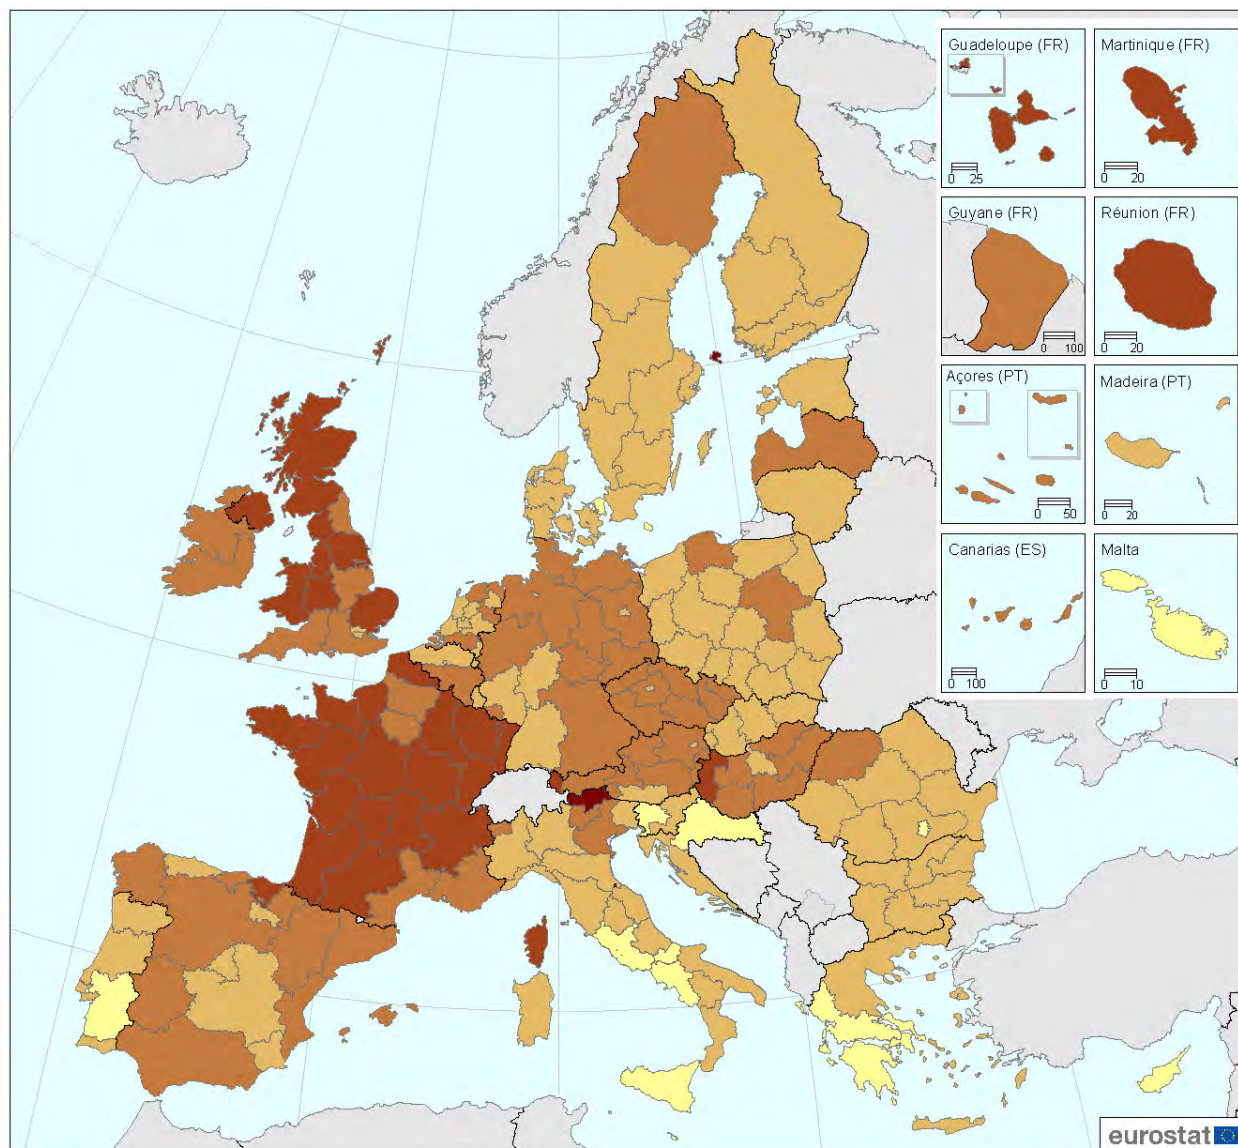 Guadeloupe (FR)
0 25
Martinique (FR)
0 20
Guyane (FR)
0 100
Réunion (FR)
0 20
Açores (PT)
0 50
Madeira (PT)
0 20
Canarias (ES)
0 100
Malta
0 10
eurostat